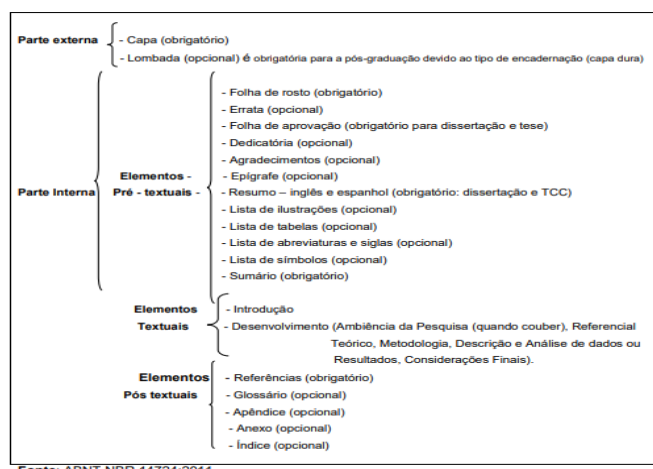 Parte externa
- Capa (obrigatório)
- Lombada (opcional) é obrigatória para a pós-graduação devido ao tipo de encadernação (capa dura)
Parte Interna
Elementos -
Pré - textuais -
- Folha de rosto (obrigatório)
- Errata (opcional)
- Folha de aprovação (obrigatório para dissertação e tese)
- Dedicatória (opcional)
- Agradecimentos (opcional)
- Epígrafe (opcional)
- Resumo – inglês e espanhol (obrigatório: dissertação e TCC)
- Lista de ilustrações (opcional)
- Lista de tabelas (opcional)
- Lista de abreviaturas e siglas (opcional)
- Lista de símbolos (opcional)
- Sumário (obrigatório)
Elementos
Textuais
- Introdução
- Desenvolvimento (Ambiência da Pesquisa (quando couber), Referencial
Teórico, Metodologia, Descrição e Análise de dados ou
Resultados, Considerações Finais).
Elementos
Pós textuais
- Referências (obrigatório)
- Glossário (opcional)
- Apêndice (opcional)
- Anexo (opcional)
- Índice (opcional)
Fonte: ABNT NBR 14724:2011